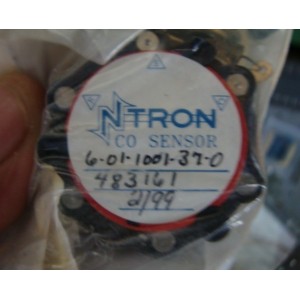 NTRON
CO SENSOR
6-01-1001-37-0
483161
2/99